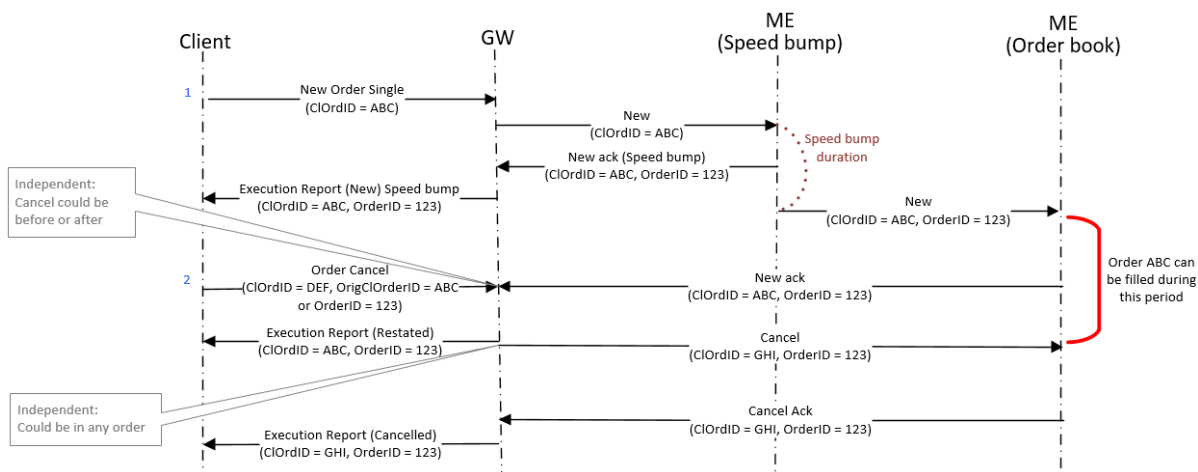 Client
GW
ME
(Speed bump)
ME
(Order book)
1
New Order Single
(ClOrdID = ABC)
New
(ClOrdID = ABC)
Speed bump
duration
New ack (Speed bump)
(ClOrdID = ABC, OrderID = 123)
Independent:
Cancel could be
before or after
Execution Report (New) Speed bump
(ClOrdID = ABC, OrderID = 123)
New
(ClOrdID = ABC, OrderID = 123)
Order ABC can
be filled during
this period
2
Order Cancel
(ClOrdID = DEF, OrigClOrderID = ABC
or OrderID = 123)
New ack
(ClOrdID = ABC, OrderID = 123)
Execution Report (Restated)
(ClOrdID = ABC, OrderID = 123)
Cancel
(ClOrdID = GHI, OrderID = 123)
Independent:
Could be in any order
Cancel Ack
(ClOrdID = GHI, OrderID = 123)
Execution Report (Cancelled)
(ClOrdID = GHI, OrderID = 123)